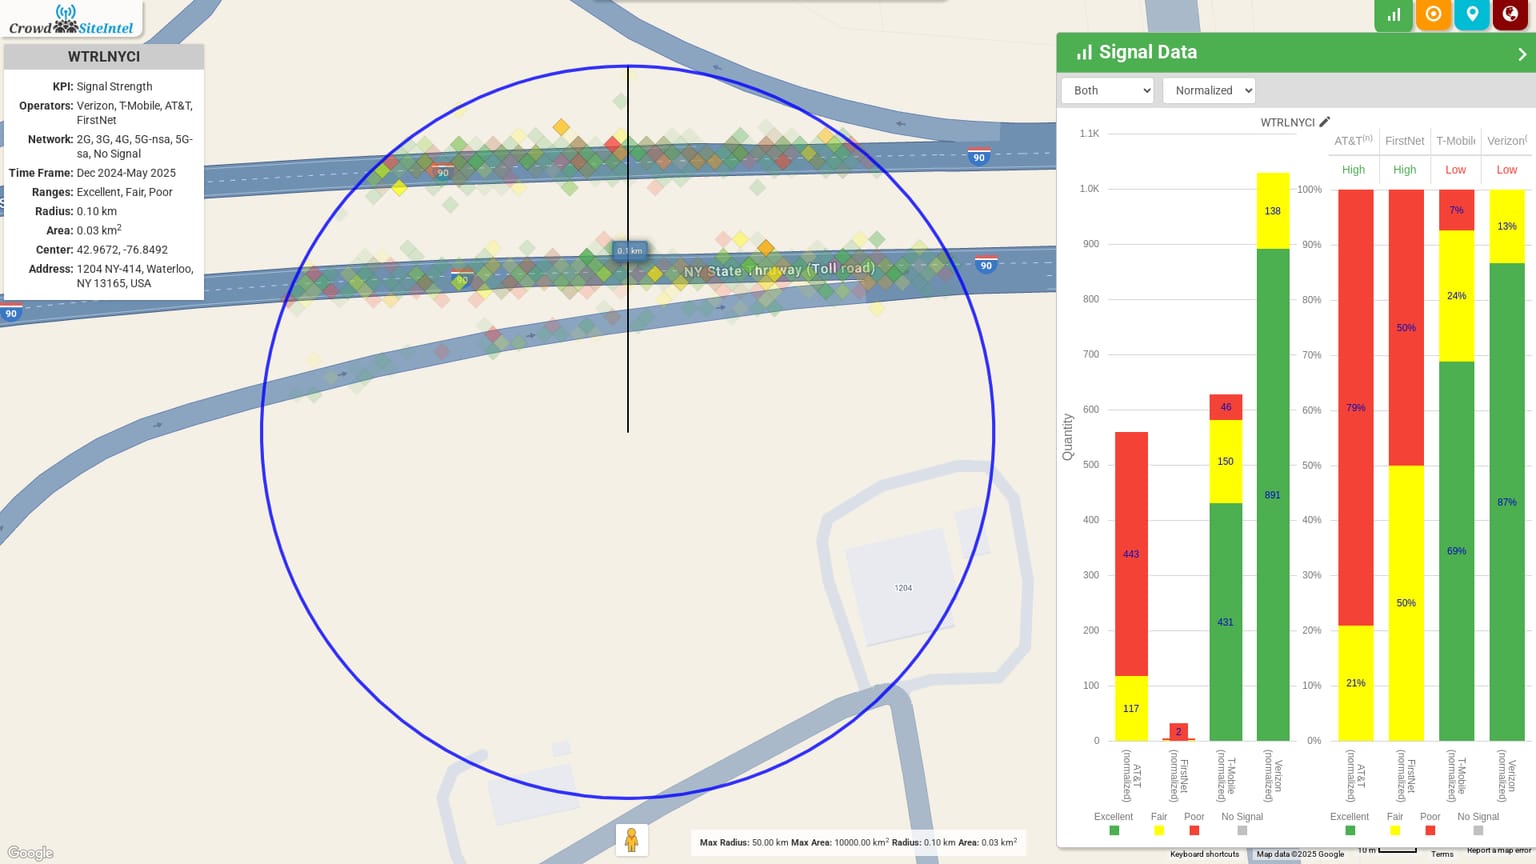 Crowd SiteIntel
WTRLNYCI
KPI: Signal Strength
Operators: Verizon, T-Mobile, AT&T,
FirstNet
Network: 2G, 3G, 4G, 5G-nsa, 5G-
sa, No Signal
Time Frame: Dec 2024-May 2025
Ranges: Excellent, Fair, Poor
Radius: 0.10 km
Area: 0.03 km²
Center: 42.9672, -76.8492
Address: 1204 NY-414, Waterloo,
NY 13165, USA
90
90
90
0.1 km
NY State Thruway (Toll road)
90
90
1204
Google
Max Radius: 50.00 km Max Area: 10000.00 km² Radius: 0.10 km Area: 0.03 km²
Signal Data
Both
Normalized
WTRLNYCI
1.1K
1.0K
900
800
700
600
500
400
300
200
100
0
Quantity
443
117
2
46
150
431
138
891
AT&T
(normalized)
FirstNet
(normalized)
T-Mobile
(normalized)
Verizon
(normalized)
Excellent
Fair
Poor
No Signal
AT&T(n)
FirstNet
T-Mobile
Verizon(
High
High
Low
Low
100%
90%
80%
70%
60%
50%
40%
30%
20%
10%
0%
79%
21%
50%
50%
7%
24%
69%
13%
87%
AT&T
(normalized)
FirstNet
(normalized)
T-Mobile
(normalized)
Verizon
(normalized)
Excellent
Fair
Poor
No Signal
Keyboard shortcuts
Map data ©2025 Google
10 m
Terms
Report a map error